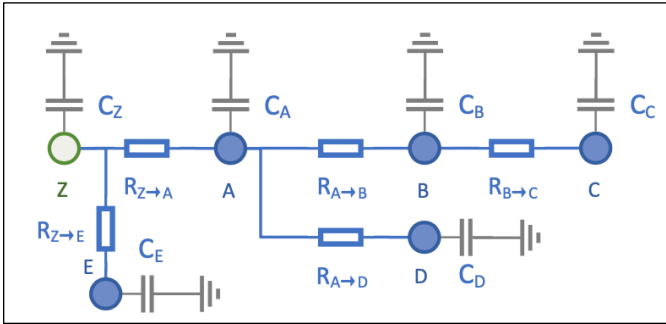 C_Z
C_A
C_B
C_C
Z
R_Z→A
A
R_A→B
B
R_B→C
C
R_Z→E
E
C_E
R_A→D
D
C_D